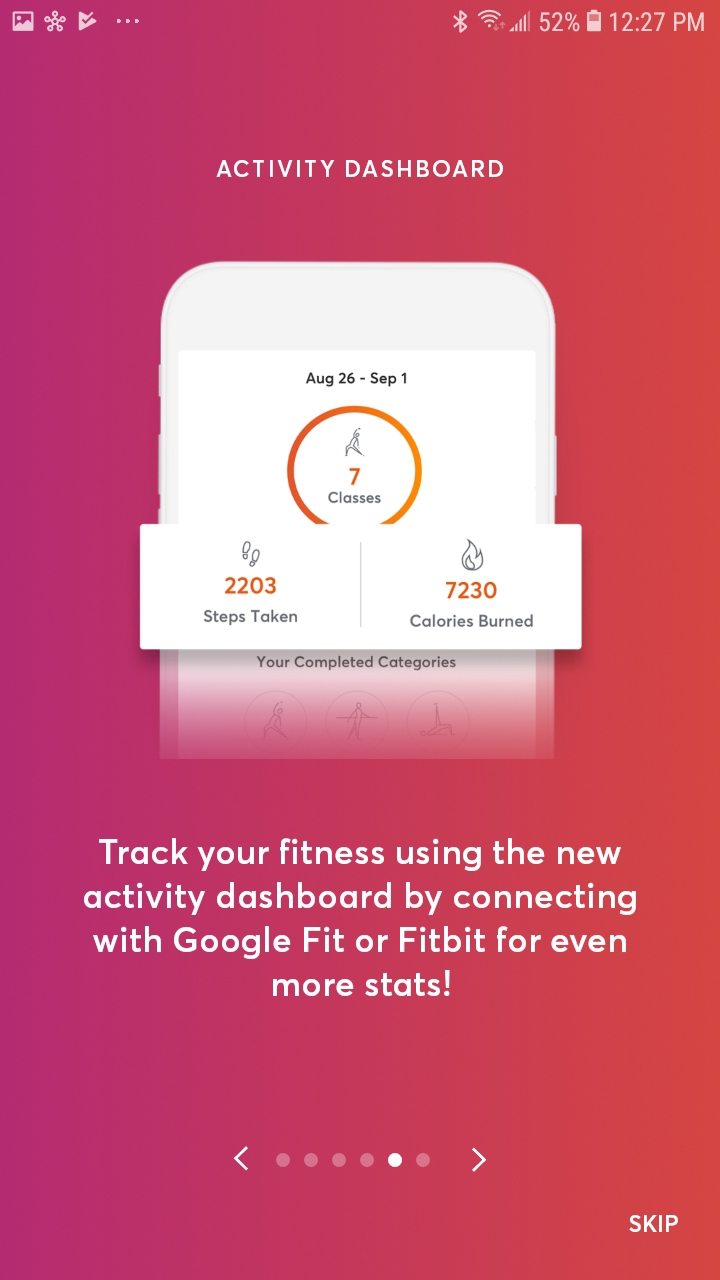 52% 12:27 PM
ACTIVITY DASHBOARD
Aug 26 - Sep 1
7
Classes
2203
Steps Taken
7230
Calories Burned
Your Completed Categories
Track your fitness using the new
activity dashboard by connecting
with Google Fit or Fitbit for even
more stats!
SKIP